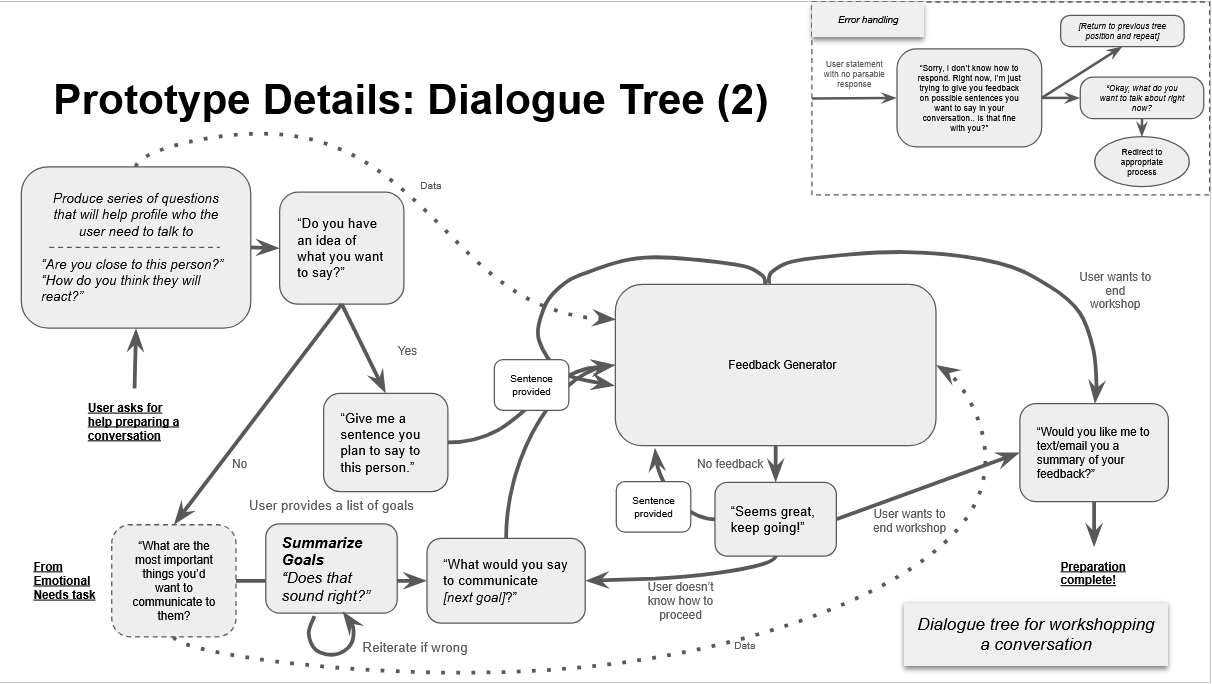 Error handling
[Return to previous tree
position and repeat]
User statement
with no parsable
response
“Sorry, I don’t know how to
respond. Right now, I’m just
trying to give you feedback
on possible sentences you
want to say in your
conversation.. Is that fine
with you?”
“Okay, what do you
want to talk about right
now?
Redirect to
appropriate
process
Prototype Details: Dialogue Tree (2)
Data
Produce series of questions
that will help profile who the
user need to talk to
“Are you close to this person?”
“How do you think they will
react?”
“Do you have
an idea of
what you want
to say?”
User wants to
end
workshop
Yes
Sentence
provided
Feedback Generator
User asks for
help preparing a
conversation
“Give me a
sentence you
plan to say to
this person.”
“Would you like me to
text/email you a
summary of your
feedback?”
No
No feedback
User provides a list of goals
Sentence
provided
“Seems great,
keep going!”
User wants to
end workshop
From
Emotional
Needs task
“What are the
most important
things you’d
want to
communicate to
them?
Summarize
Goals
“Does that
sound right?”
“What would you say
to communicate
[next goal]?”
User doesn’t
know how to
proceed
Preparation
complete!
Reiterate if wrong
Data
Dialogue tree for workshopping
a conversation